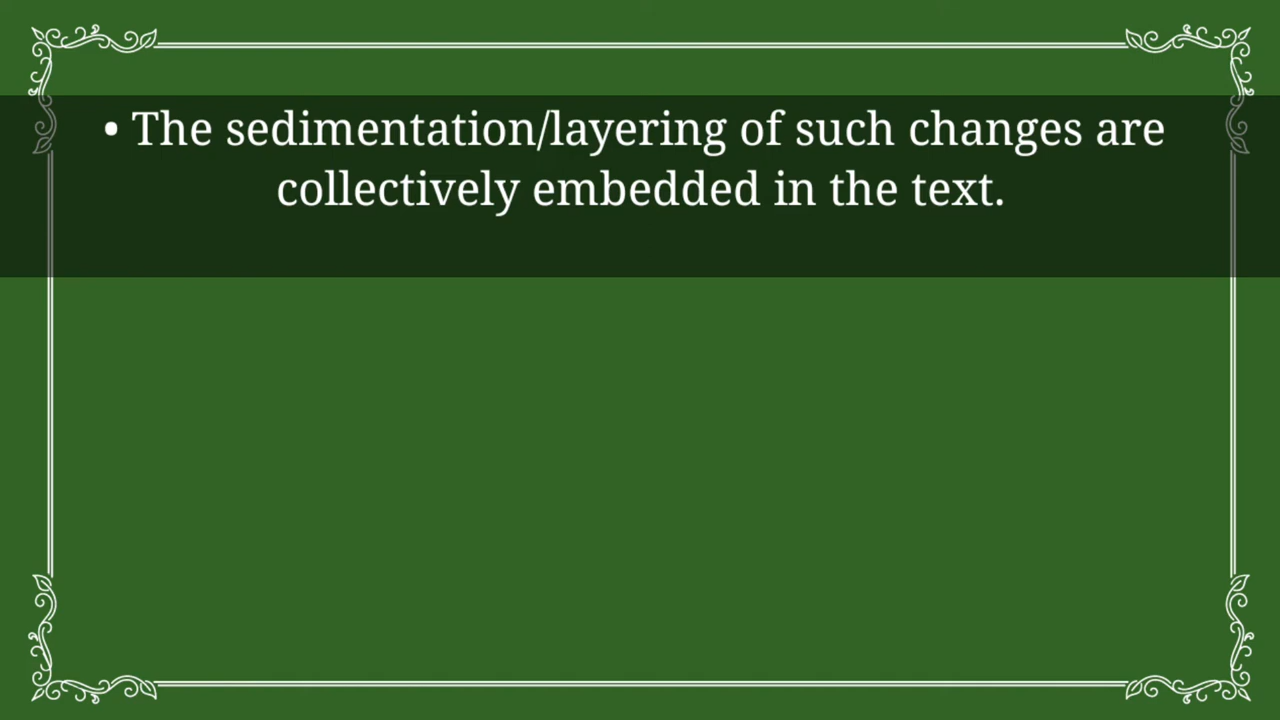 • The sedimentation/layering of such changes are
collectively embedded in the text.